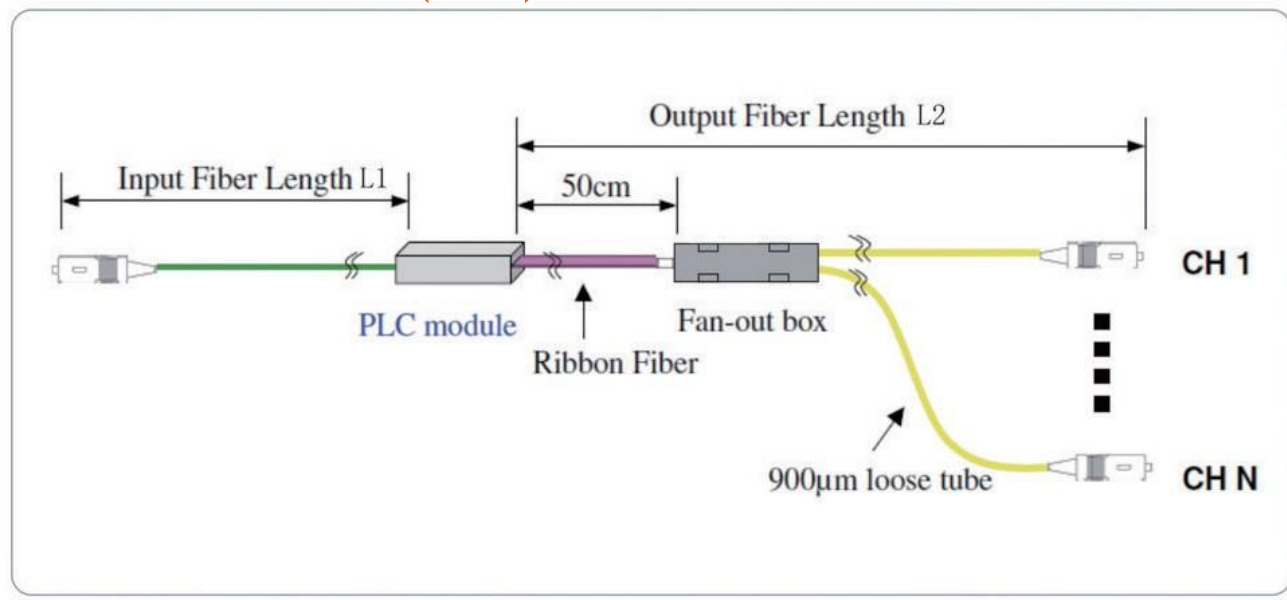 Output Fiber Length L2
Input Fiber Length L1
50cm
CH 1
PLC module
Fan-out box
Ribbon Fiber
900µm loose tube
CH N